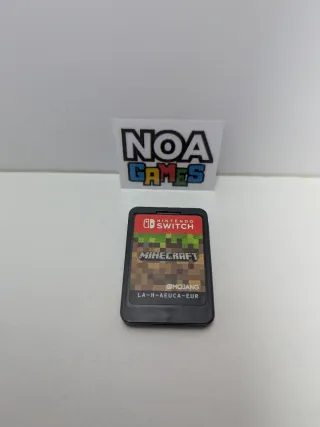 NOA
GAMES
NINTENDO
SWITCH
MINECRAFT
@MOJANG
LA-H-AEUCA-EUR